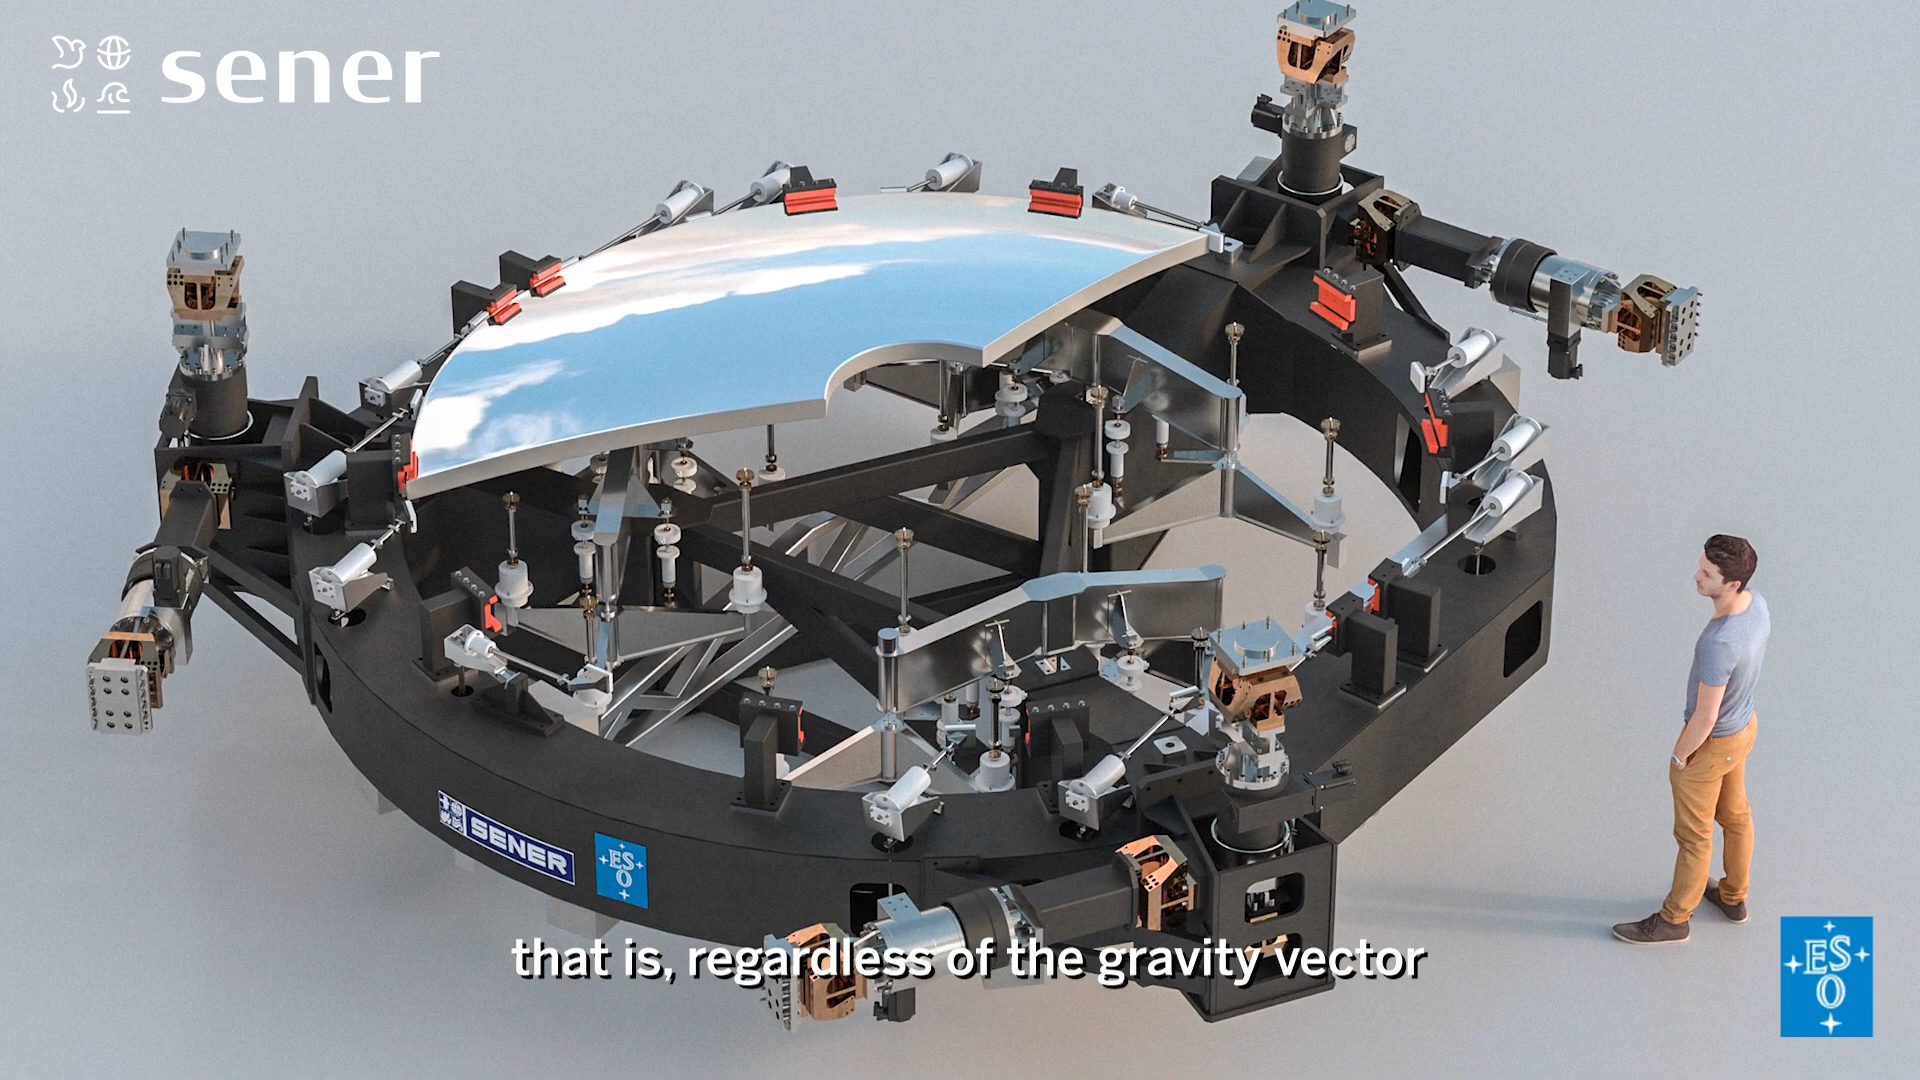 sener
SENER
ES
O
that is, regardless of the gravity vector
ES
O